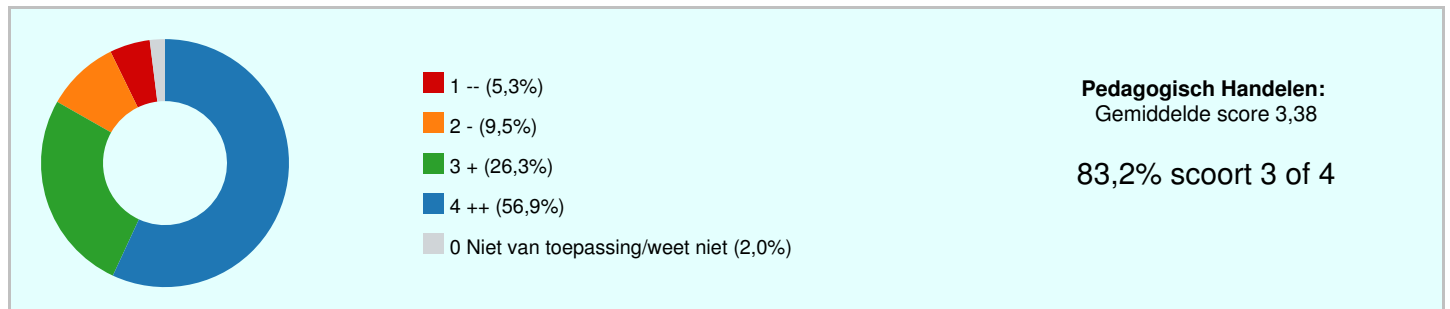 1 -- (5,3%)
2 - (9,5%)
3 + (26,3%)
4 ++ (56,9%)
0 Niet van toepassing/weet niet (2,0%)
Pedagogisch Handelen:
Gemiddelde score 3,38
83,2% scoort 3 of 4